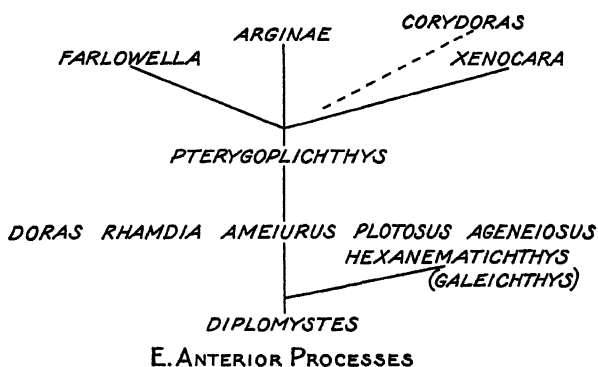 CORYDORAS
ARGINAE
FARLOWELLA XENOCARA
PTERYGOPLICHTHYS
DORAS RHAMDIA AMEIURUS PLOTOSUS AGENEIOSUS
HEXANEMATICHTHYS
(GALEICHTHYS)
DIPLOMYSTES
E. ANTERIOR PROCESSES